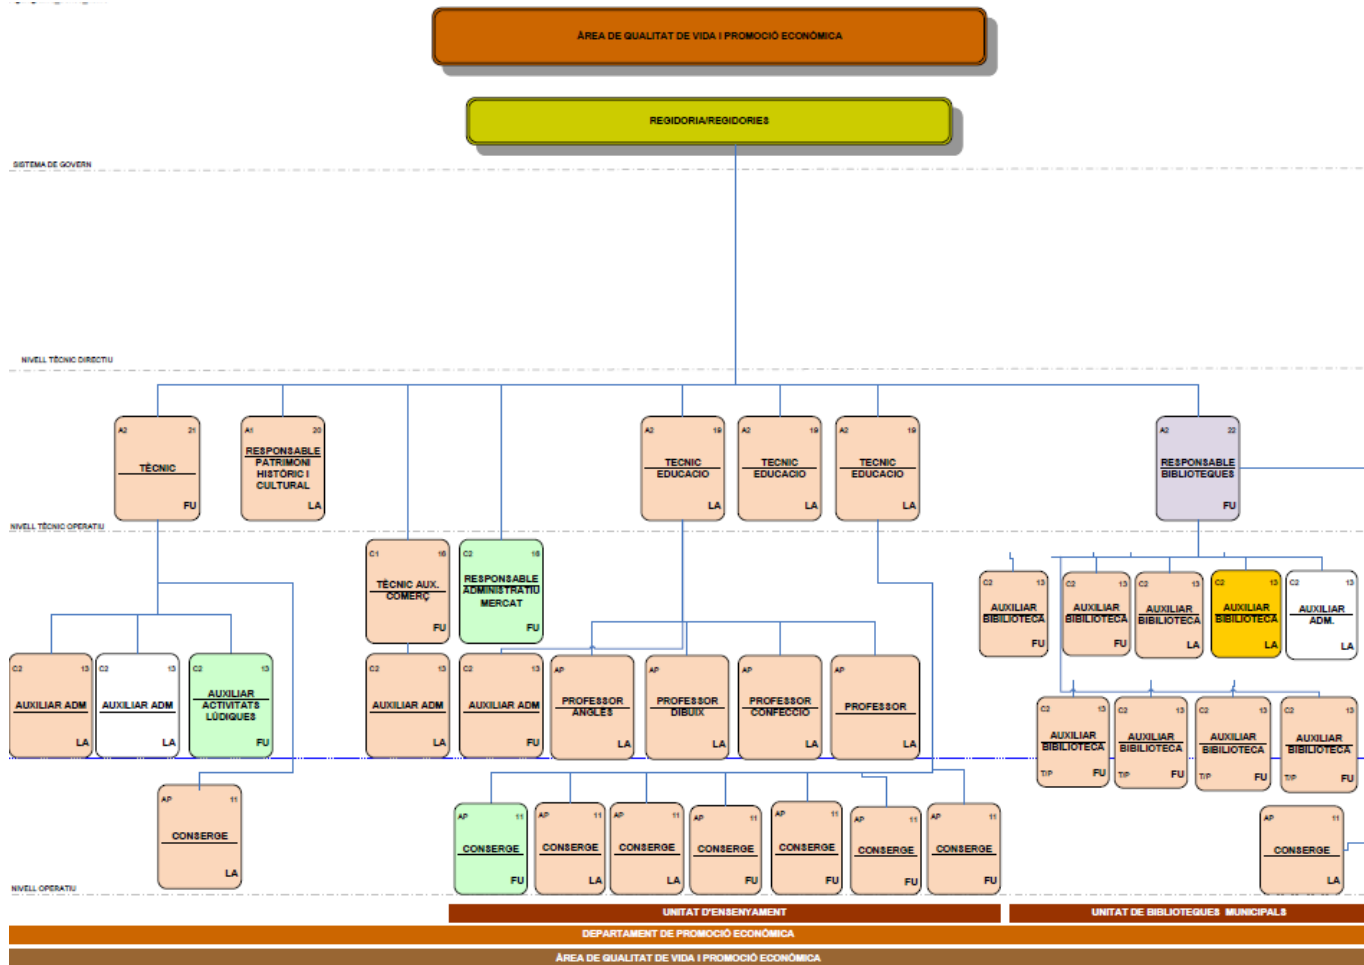 ÀREA DE QUALITAT DE VIDA I PROMOCIÓ ECONÒMICA
REGIDORIA/REGIDORIES
SISTEMA DE GOVERN
NIVELL TÈCNIC DIRECTIU
A2 21
TÈCNIC
FU
A1 20
RESPONSABLE
PATRIMONI
HISTÒRIC I
CULTURAL
LA
A2 19
TECNIC
EDUCACIO
LA
A2 19
TECNIC
EDUCACIO
LA
A2 19
TECNIC
EDUCACIO
LA
A2 22
RESPONSABLE
BIBLIOTEQUES
FU
NIVELL TÈCNIC OPERATIU
C1 16
TÈCNIC AUX.
COMERÇ
FU
C2 16
RESPONSABLE
ADMINISTRATIU
MERCAT
FU
C2 13
AUXILIAR
BIBILIOTECA
FU
C2 13
AUXILIAR
BIBILIOTECA
FU
C2 13
AUXILIAR
BIBILIOTECA
LA
C2 13
AUXILIAR
BIBILIOTECA
LA
C2 13
AUXILIAR
ADM.
LA
C2 13
AUXILIAR ADM
LA
C2 13
AUXILIAR ADM
LA
C2 13
AUXILIAR
ACTIVITATS
LÚDIQUES
FU
C2 13
AUXILIAR ADM
LA
C2 13
AUXILIAR ADM
FU
AP
PROFESSOR
ANGLÈS
LA
AP
PROFESSOR
DIBUIX
LA
AP
PROFESSOR
CONFECCIO
LA
AP
PROFESSOR
LA
C2 13
AUXILIAR
BIBILIOTECA
T/P FU
C2 13
AUXILIAR
BIBILIOTECA
T/P FU
C2 13
AUXILIAR
BIBILIOTECA
T/P FU
C2 13
AUXILIAR
BIBILIOTECA
T/P FU
AP 11
CONSERGE
LA
AP 11
CONSERGE
FU
AP 11
CONSERGE
LA
AP 11
CONSERGE
LA
AP 11
CONSERGE
FU
AP 11
CONSERGE
FU
AP 11
CONSERGE
FU
AP 11
CONSERGE
FU
AP 11
CONSERGE
LA
NIVELL OPERATIU
UNITAT D'ENSENYAMENT
UNITAT DE BIBLIOTEQUES MUNICIPALS
DEPARTAMENT DE PROMOCIÓ ECONÒMICA
ÀREA DE QUALITAT DE VIDA I PROMOCIÓ ECONÒMICA